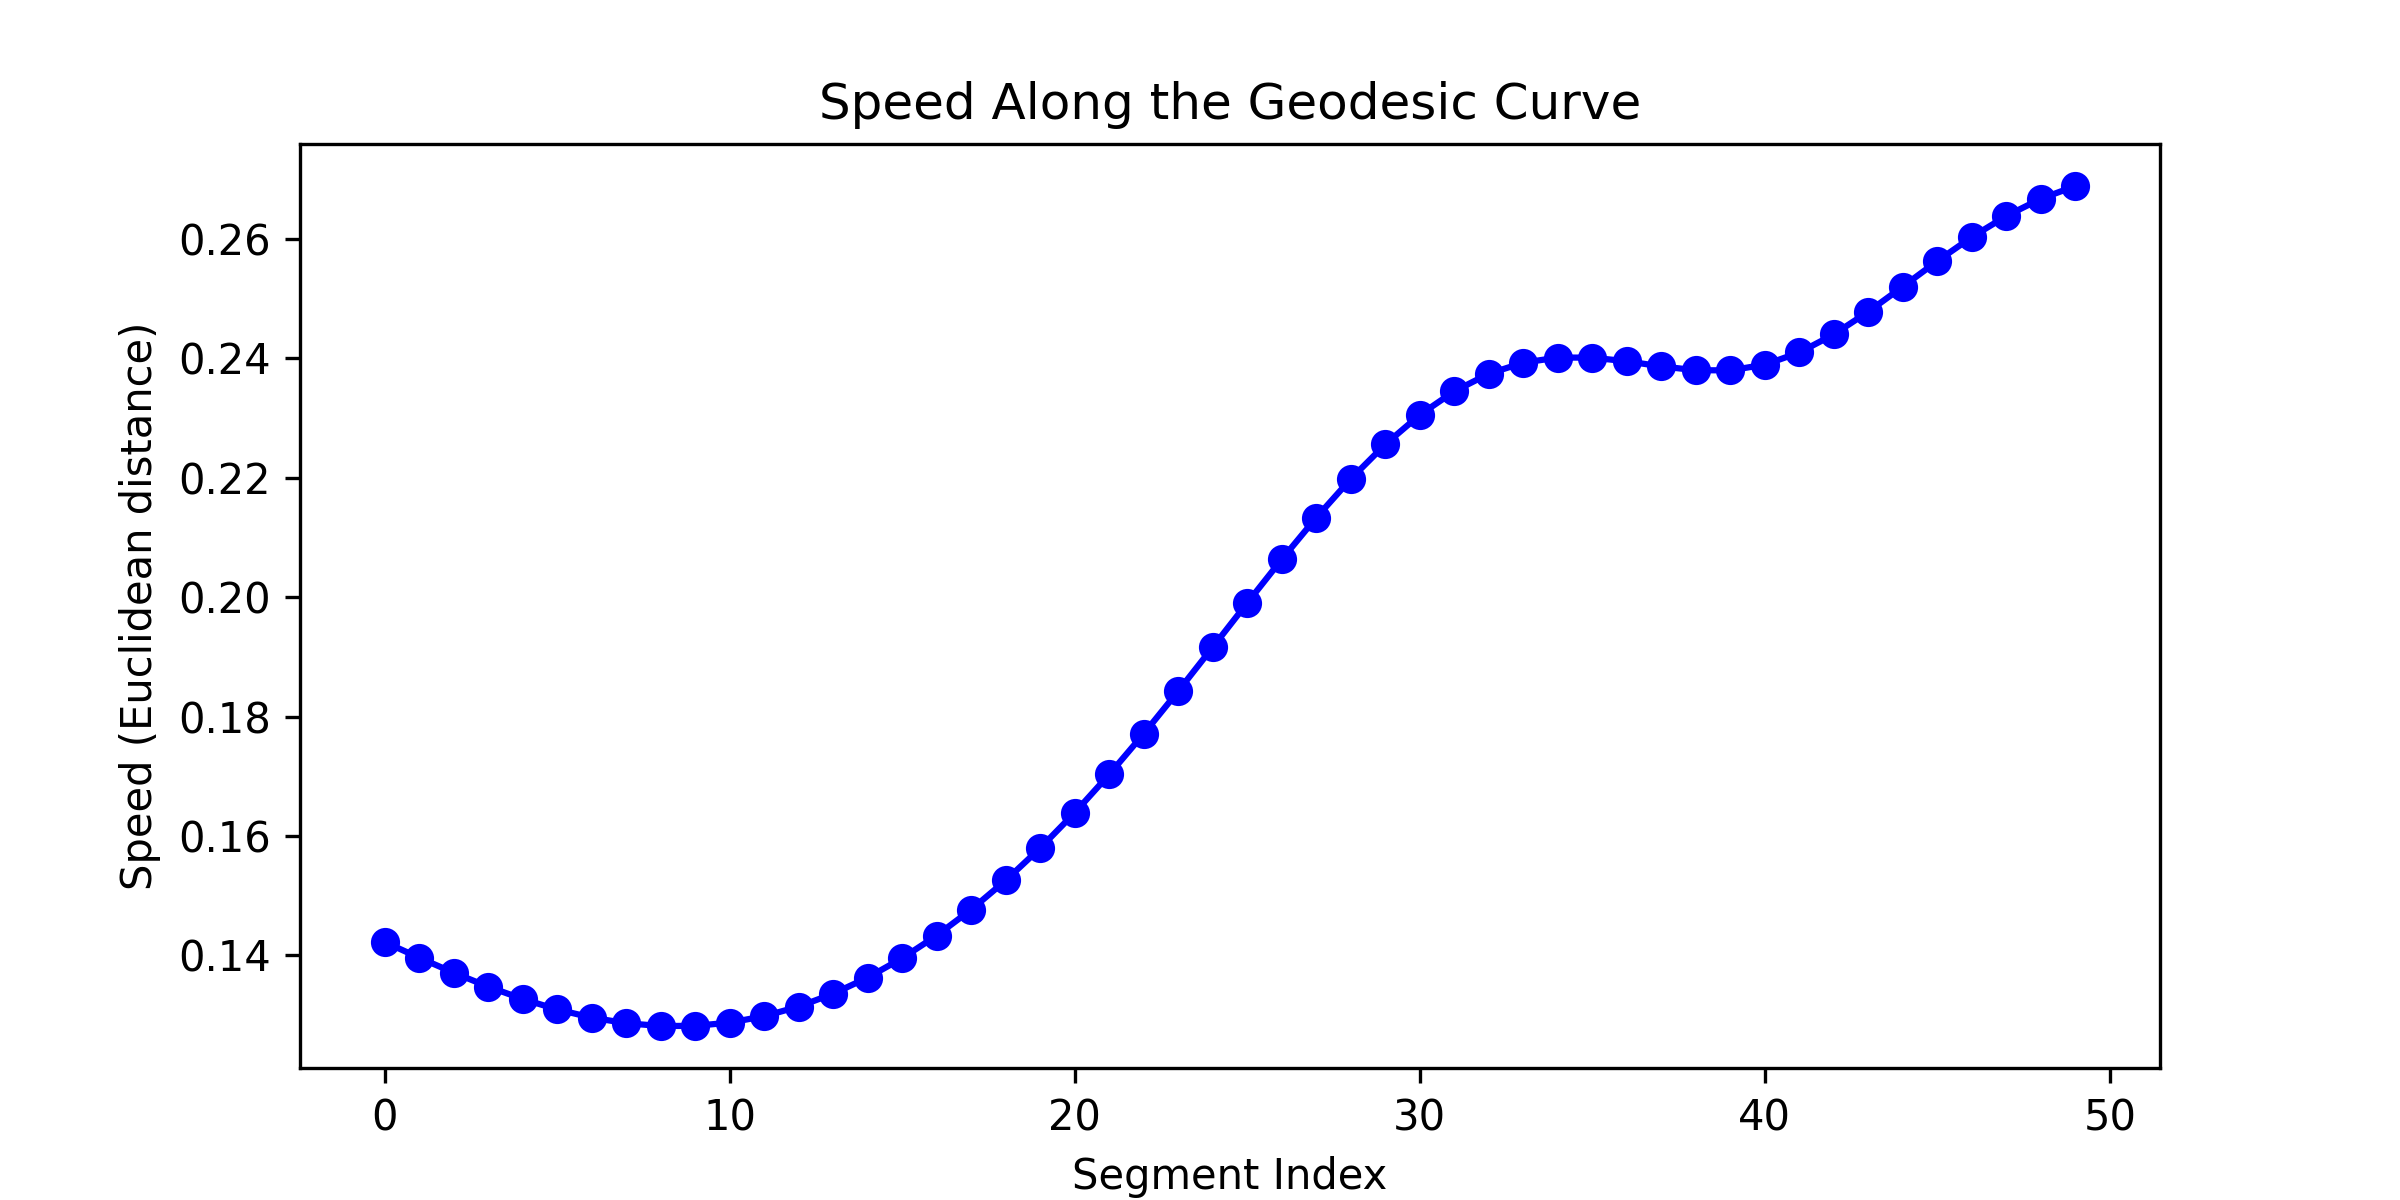 Speed Along the Geodesic Curve
Speed (Euclidean distance)
0.26
0.24
0.22
0.20
0.18
0.16
0.14
0 10 20 30 40 50
Segment Index